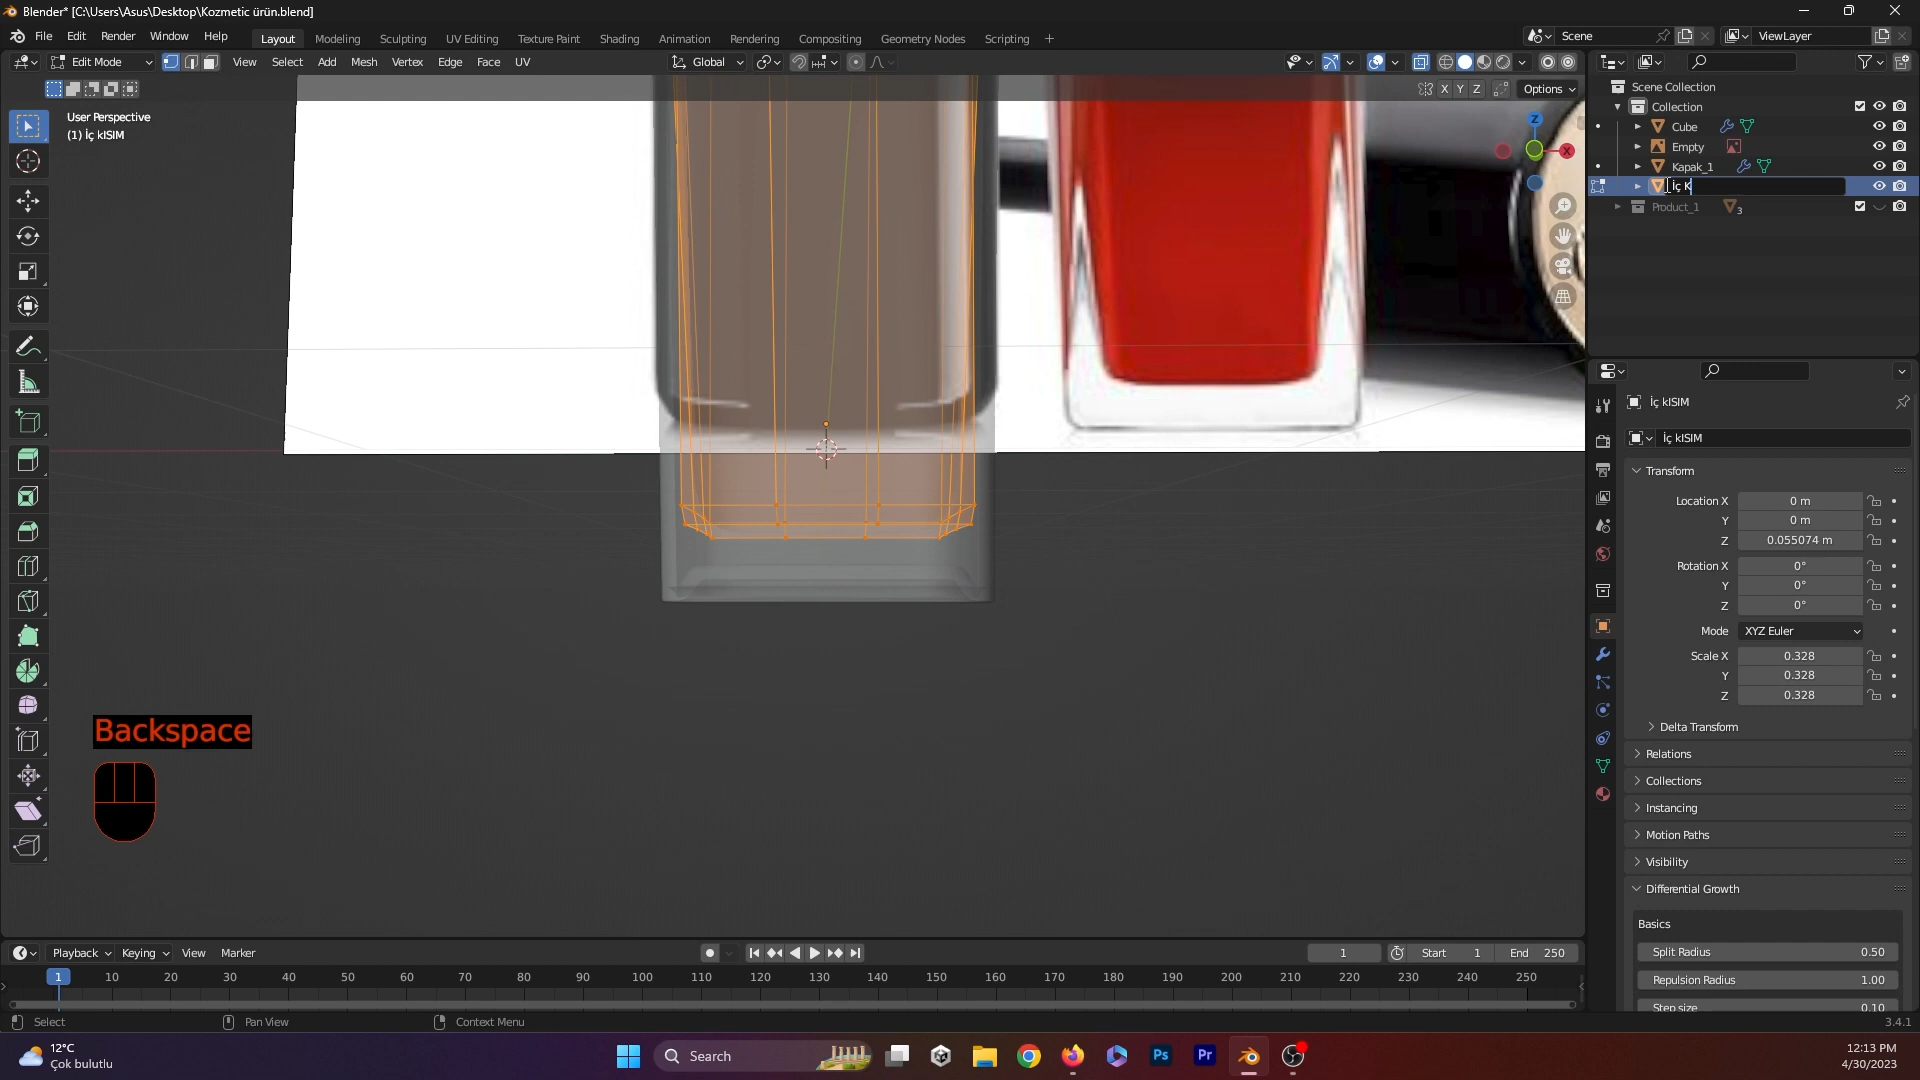 Blender* [C:\Users\Asus\Desktop\Kozmetic ürün.blend]
File Edit Render Window Help Layout Modeling Sculpting UV Editing Texture Paint Shading Animation Rendering Compositing Geometry Nodes Scripting + Scene ViewLayer
Edit Mode View Select Add Mesh Vertex Edge Face UV Global
X Y Z Options
User Perspective
(1) İç kISIM
Z
X
Scene Collection
Collection
Cube
Empty
Kapak_1
İç K
Product_1 3
İç kISIM
İç kISIM
Transform
Location X 0 m
Y 0 m
Z 0.055074 m
Rotation X 0°
Y 0°
Z 0°
Mode XYZ Euler
Scale X 0.328
Y 0.328
Z 0.328
Delta Transform
Relations
Collections
Instancing
Motion Paths
Visibility
Differential Growth
Basics
Split Radius 0.50
Repulsion Radius 1.00
Step size 0.10
Backspace
Playback Keying View Marker 1 Start 1 End 250
1 10 20 30 40 50 60 70 80 90 100 110 120 130 140 150 160 170 180 190 200 210 220 230 240 250
Select Pan View Context Menu 3.4.1
12°C
Çok bulutlu
Search
Ps
Pr
12:13 PM
4/30/2023